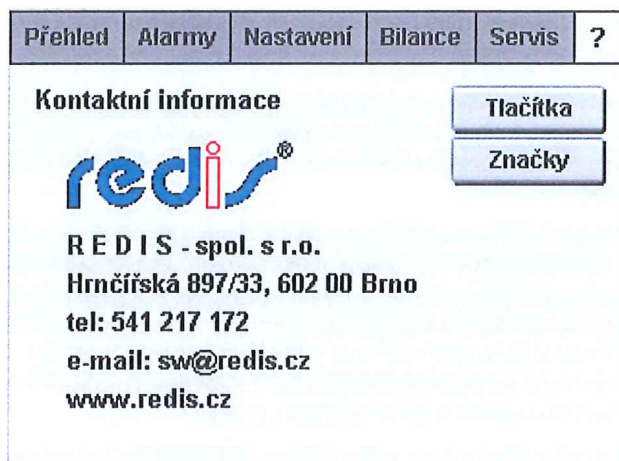 Přehled Alarmy Nastavení Bilance Servis ?
Kontaktní informace
Tlačítka
Značky
redis®
R E D I S - spol. s r.o.
Hrnčířská 897/33, 602 00 Brno
tel: 541 217 172
e-mail: sw@redis.cz
www.redis.cz